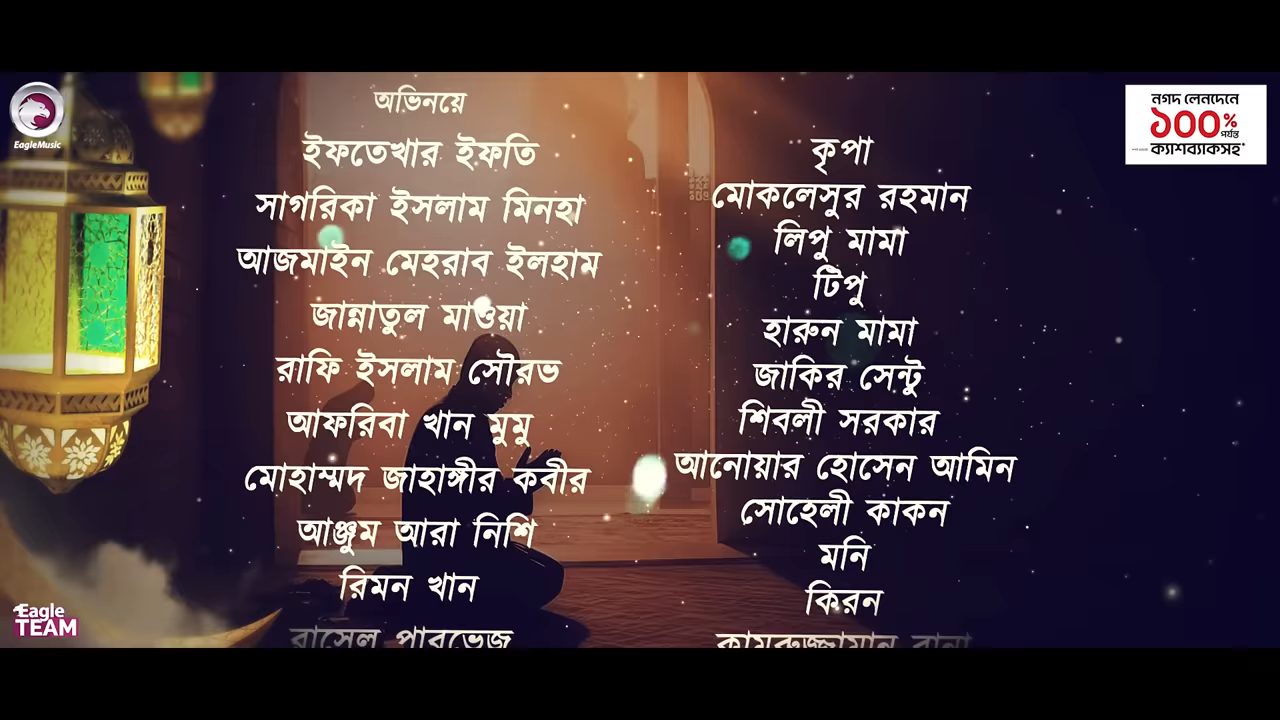 EagleMusic
নগদ লেনদেনে
১০০%
পর্যন্ত
ক্যাশব্যাকসহ*
অভিনয়ে
ইফতেখার ইফতি
সাগরিকা ইসলাম মিনহা
আজমাইন মেহরাব ইলহাম
জান্নাতুল মাওয়া
রাফি ইসলাম সৌরভ
আফরিবা খান মুমু
মোহাম্মদ জাহাঙ্গীর কবীর
আঞ্জুম আরা নিশি
রিমন খান
রাসেল পারভেজ
কৃপা
মোকলেসুর রহমান
লিপু মামা
টিপু
হারুন মামা
জাকির সেন্টু
শিবলী সরকার
আনোয়ার হোসেন আমিন
সোহেলী কাকন
মনি
কিরন
কামরুজ্জামান রানা
Eagle
TEAM